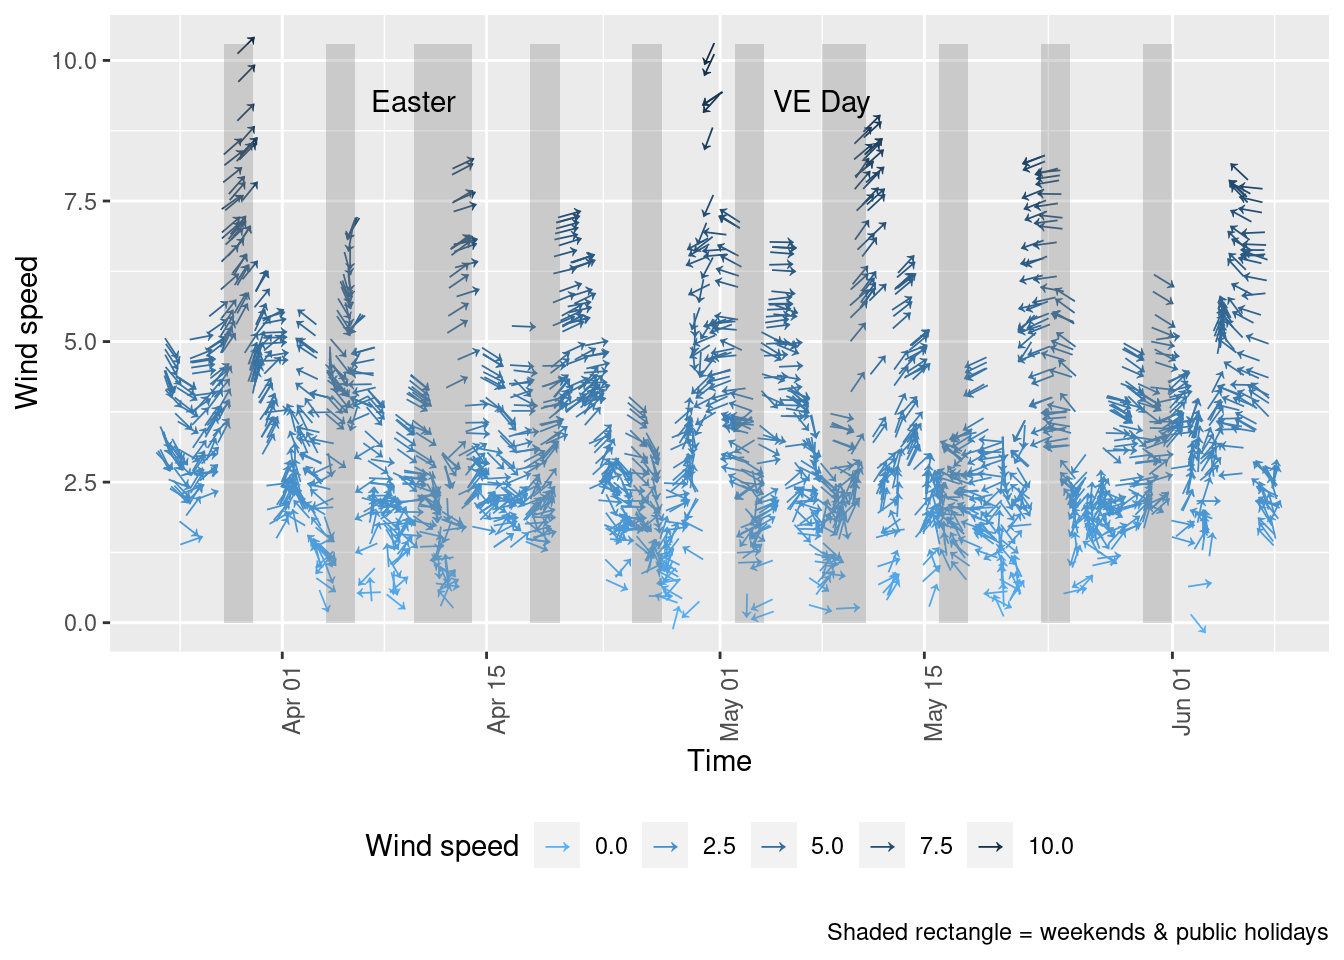 10.0
7.5
5.0
2.5
0.0
Wind speed
Easter
VE Day
Apr 01
Apr 15
May 01
May 15
Jun 01
Time
Wind speed 0.0 2.5 5.0 7.5 10.0
Shaded rectangle = weekends & public holidays